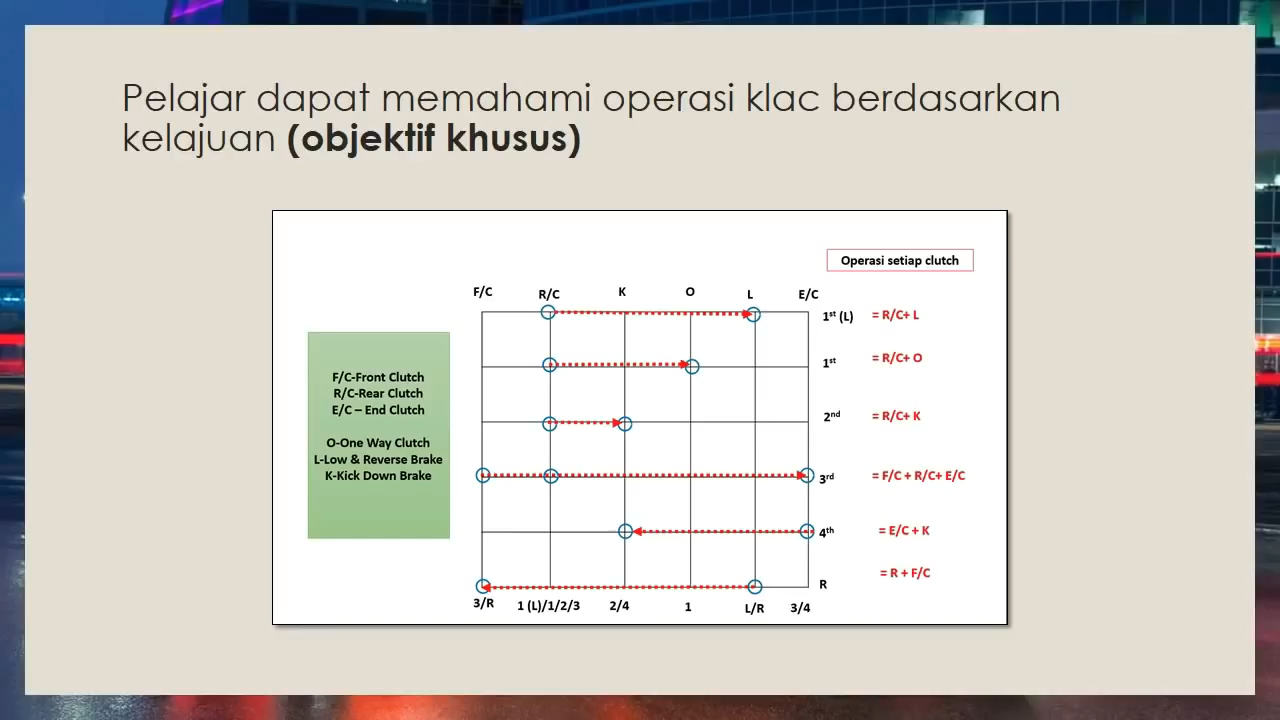 Pelajar dapat memahami operasi klac berdasarkan
kelajuan (objektif khusus)
Operasi setiap clutch
F/C R/C K O L E/C
1st (L) = R/C+ L
1st = R/C+ O
2nd = R/C+ K
3rd = F/C + R/C+ E/C
4th = E/C + K
R = R + F/C
3/R 1 (L)/1/2/3 2/4 1 L/R 3/4
F/C-Front Clutch
R/C-Rear Clutch
E/C – End Clutch
O-One Way Clutch
L-Low & Reverse Brake
K-Kick Down Brake